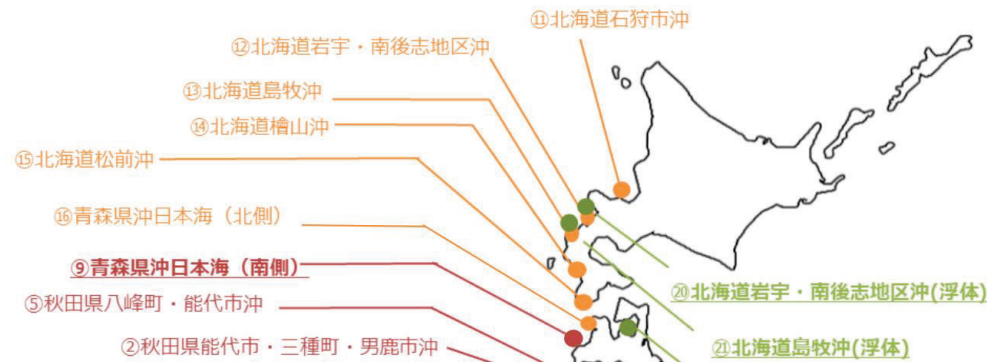 ⑪北海道石狩市沖
⑫北海道岩宇・南後志地区沖
⑬北海道島牧沖
⑭北海道檜山沖
⑮北海道松前沖
⑯青森県沖日本海（北側）
⑨青森県沖日本海（南側）
⑤秋田県八峰町・能代市沖
②秋田県能代市・三種町・男鹿市沖
⑳北海道岩宇・南後志地区沖(浮体)
㉑北海道島牧沖(浮体)